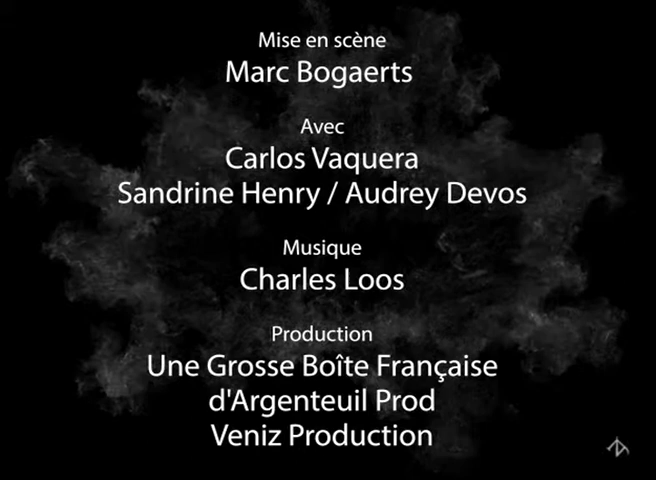 Mise en scène
Marc Bogaerts
Avec
Carlos Vaquera
Sandrine Henry / Audrey Devos
Musique
Charles Loos
Production
Une Grosse Boîte Française
d'Argenteuil Prod
Veniz Production